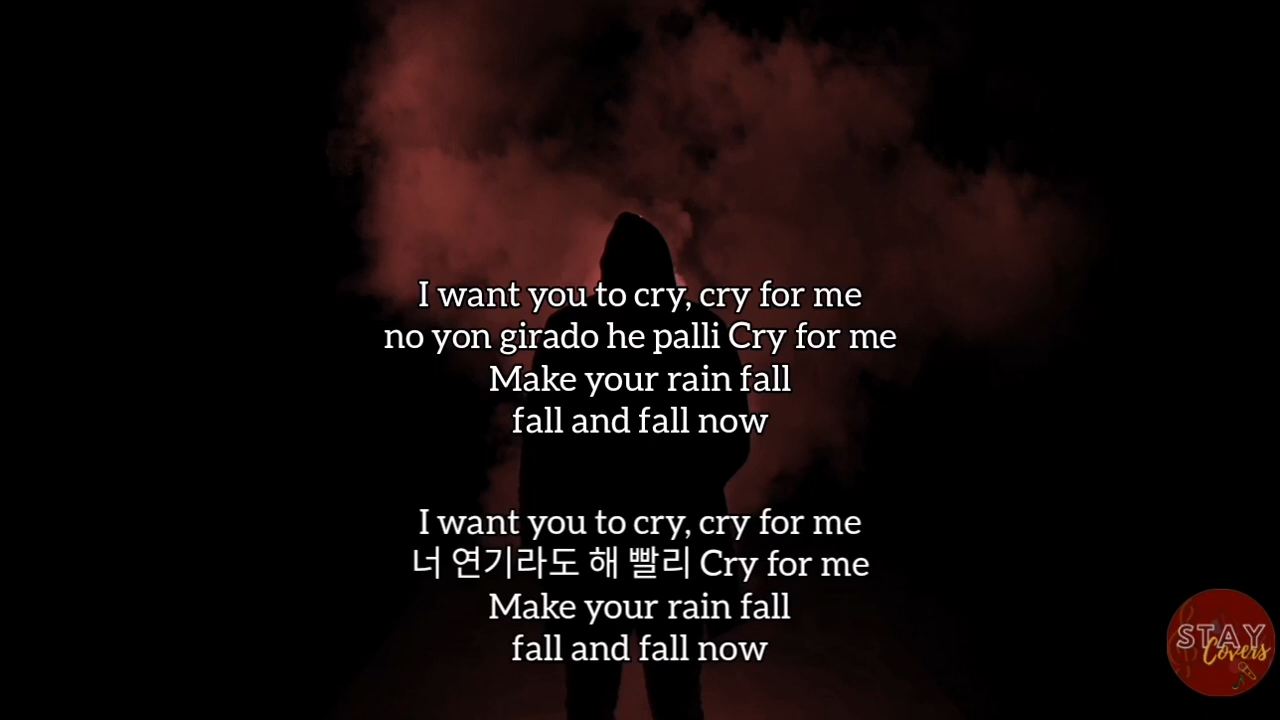 I want you to cry, cry for me
no yon girado he palli Cry for me
Make your rain fall
fall and fall now
I want you to cry, cry for me
너 연기라도 해 빨리 Cry for me
Make your rain fall
fall and fall now
STAY
Covers